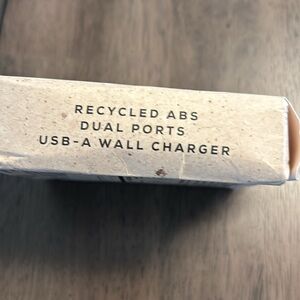 RECYCLED ABS
DUAL PORTS
USB-A WALL CHARGER